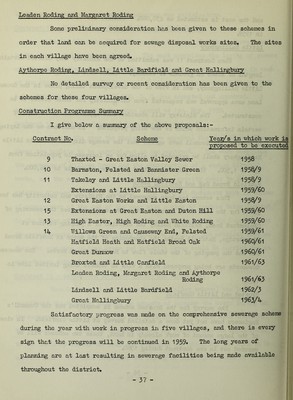 Leaden Roding and Margaret Roding
Some preliminary consideration has been given to these schemes in
order that land can be acquired for sewage disposal works sites. The sites
in each village have been agreed.
Aythorpe Roding, Lindsell, Little Bardfield and Great Hallingbury
No detailed survey or recent consideration has been given to the
schemes for these four villages.
Construction Programme Summary
I give below a summary of the above proposals:-
Contract No. Scheme Year/s in which work is
proposed to be executed
9 Thaxted - Great Easton Valley Sewer 1958
10 Barnston, Felsted and Bannister Green 1958/9
11 Takeley and Little Hallingbury 1958/9
Extensions at Little Hallingbury 1959/60
12 Great Easton Works and Little Easton 1958/9
15 Extensions at Great Easton and Duton Hill 1959/60
13 High Easter, High Roding and White Roding 1959/60
14 Willows Green and Causeway End, Felsted 1959/61
Hatfield Heath and Hatfield Broad Oak 1960/61
Great Dunmow 1960/61
Broxted and Little Canfield 1961/63
Leaden Roding, Margaret Roding and Aythorpe
Roding 1961/63
Lindsell and Little Bardfield 1962/3
Great Hallingbury 1963/4
Satisfactory progress was made on the comprehensive sewerage scheme
during the year with work in progress in five villages, and there is every
sign that the progress will be continued in 1959. The long years of
planning are at last resulting in sewerage facilities being made available
throughout the district.
- 37 -